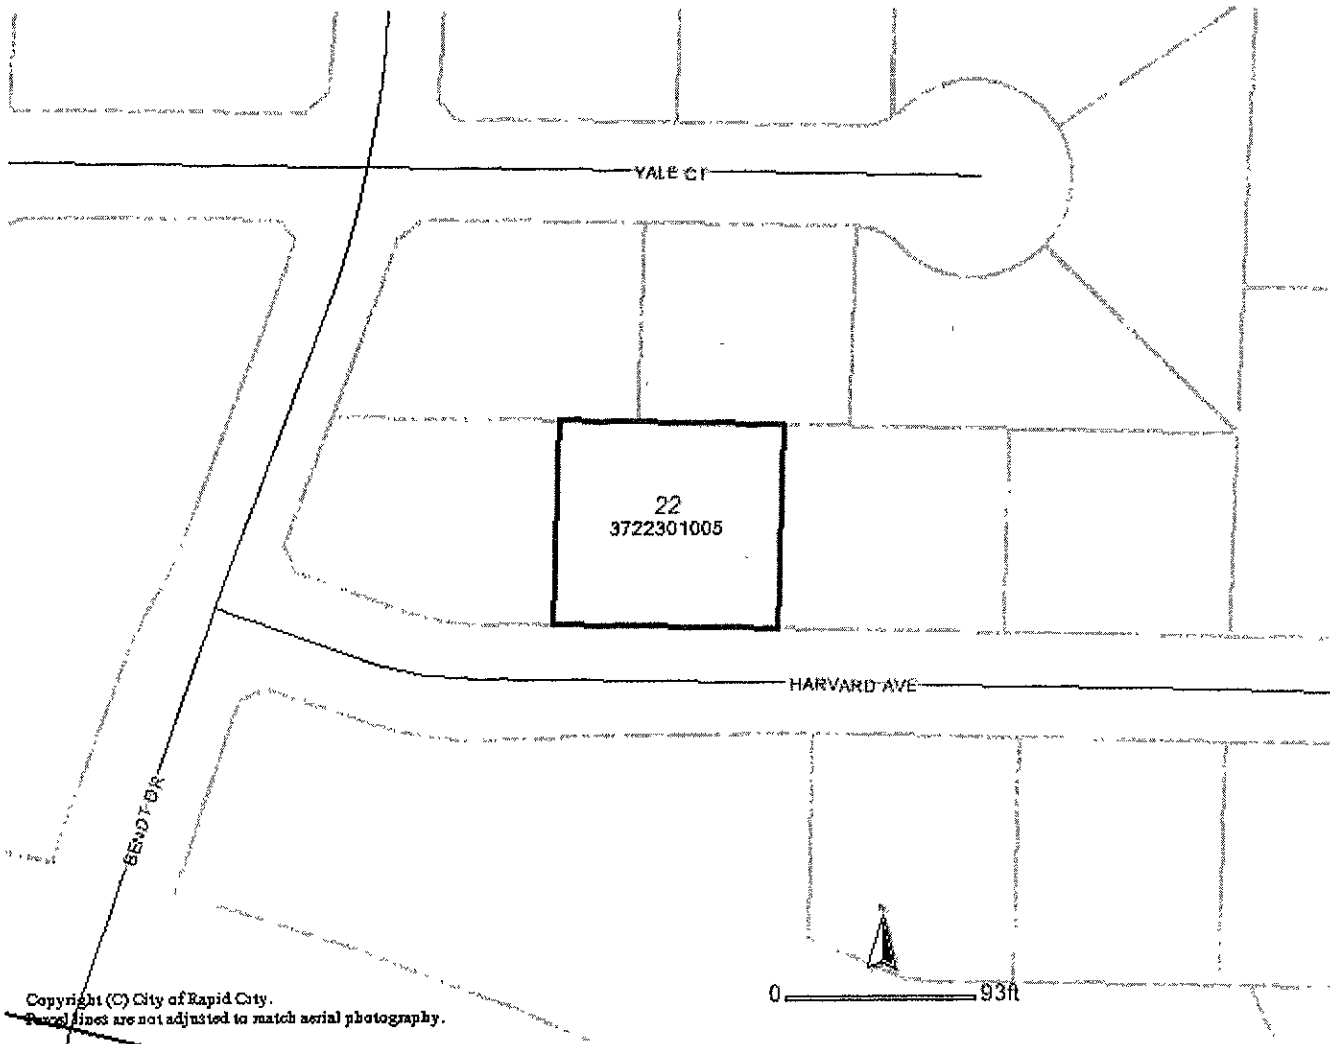 YALE CT
22
3722301005
HARVARD AVE
BENDT DR
N
0 93ft
Copyright (C) City of Rapid City.
Parcel lines are not adjusted to match aerial photography.